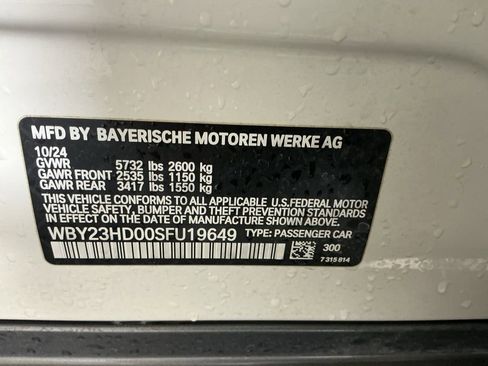 MFD BY BAYERISCHE MOTOREN WERKE AG
10/24
GVWR 5732 lbs 2600 kg
GAWR FRONT 2535 lbs 1150 kg
GAWR REAR 3417 lbs 1550 kg
THIS VEHICLE CONFORMS TO ALL APPLICABLE U.S.FEDERAL MOTOR
VEHICLE SAFETY, BUMPER AND THEFT PREVENTION STANDARDS
IN EFFECT ON THE DATE OF MANUFACTURE SHOWN ABOVE.
WBY23HD00SFU19649 TYPE: PASSENGER CAR
300
7 315 814